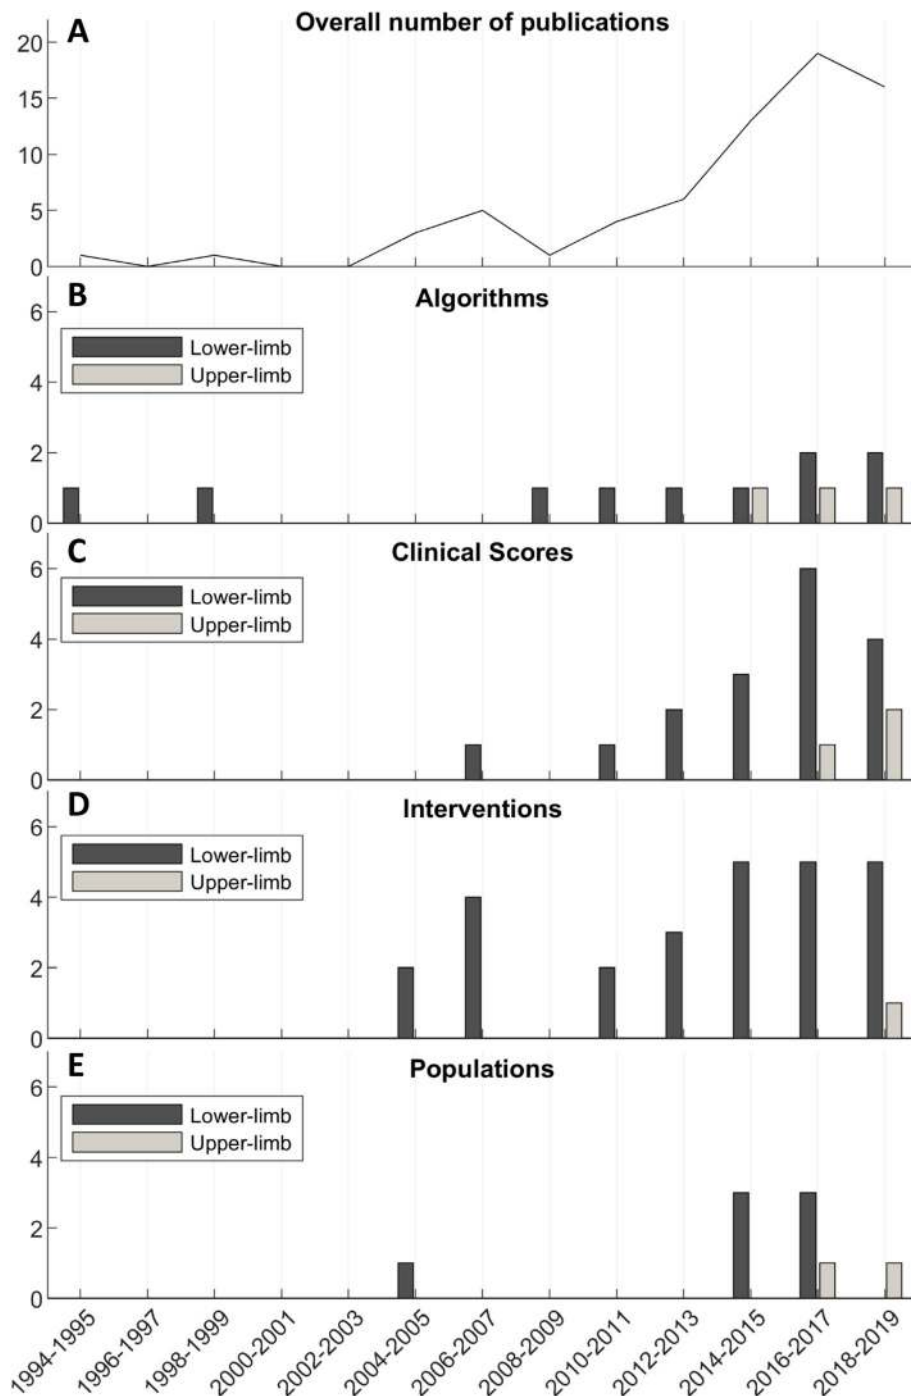 A Overall number of publications
20
15
10
5
0
B Algorithms
6
Lower-limb
Upper-limb
4
2
0
C Clinical Scores
6
Lower-limb
Upper-limb
4
2
0
D Interventions
6
Lower-limb
Upper-limb
4
2
0
E Populations
6
Lower-limb
Upper-limb
4
2
0
1994-1995
1996-1997
1998-1999
2000-2001
2002-2003
2004-2005
2006-2007
2008-2009
2010-2011
2012-2013
2014-2015
2016-2017
2018-2019